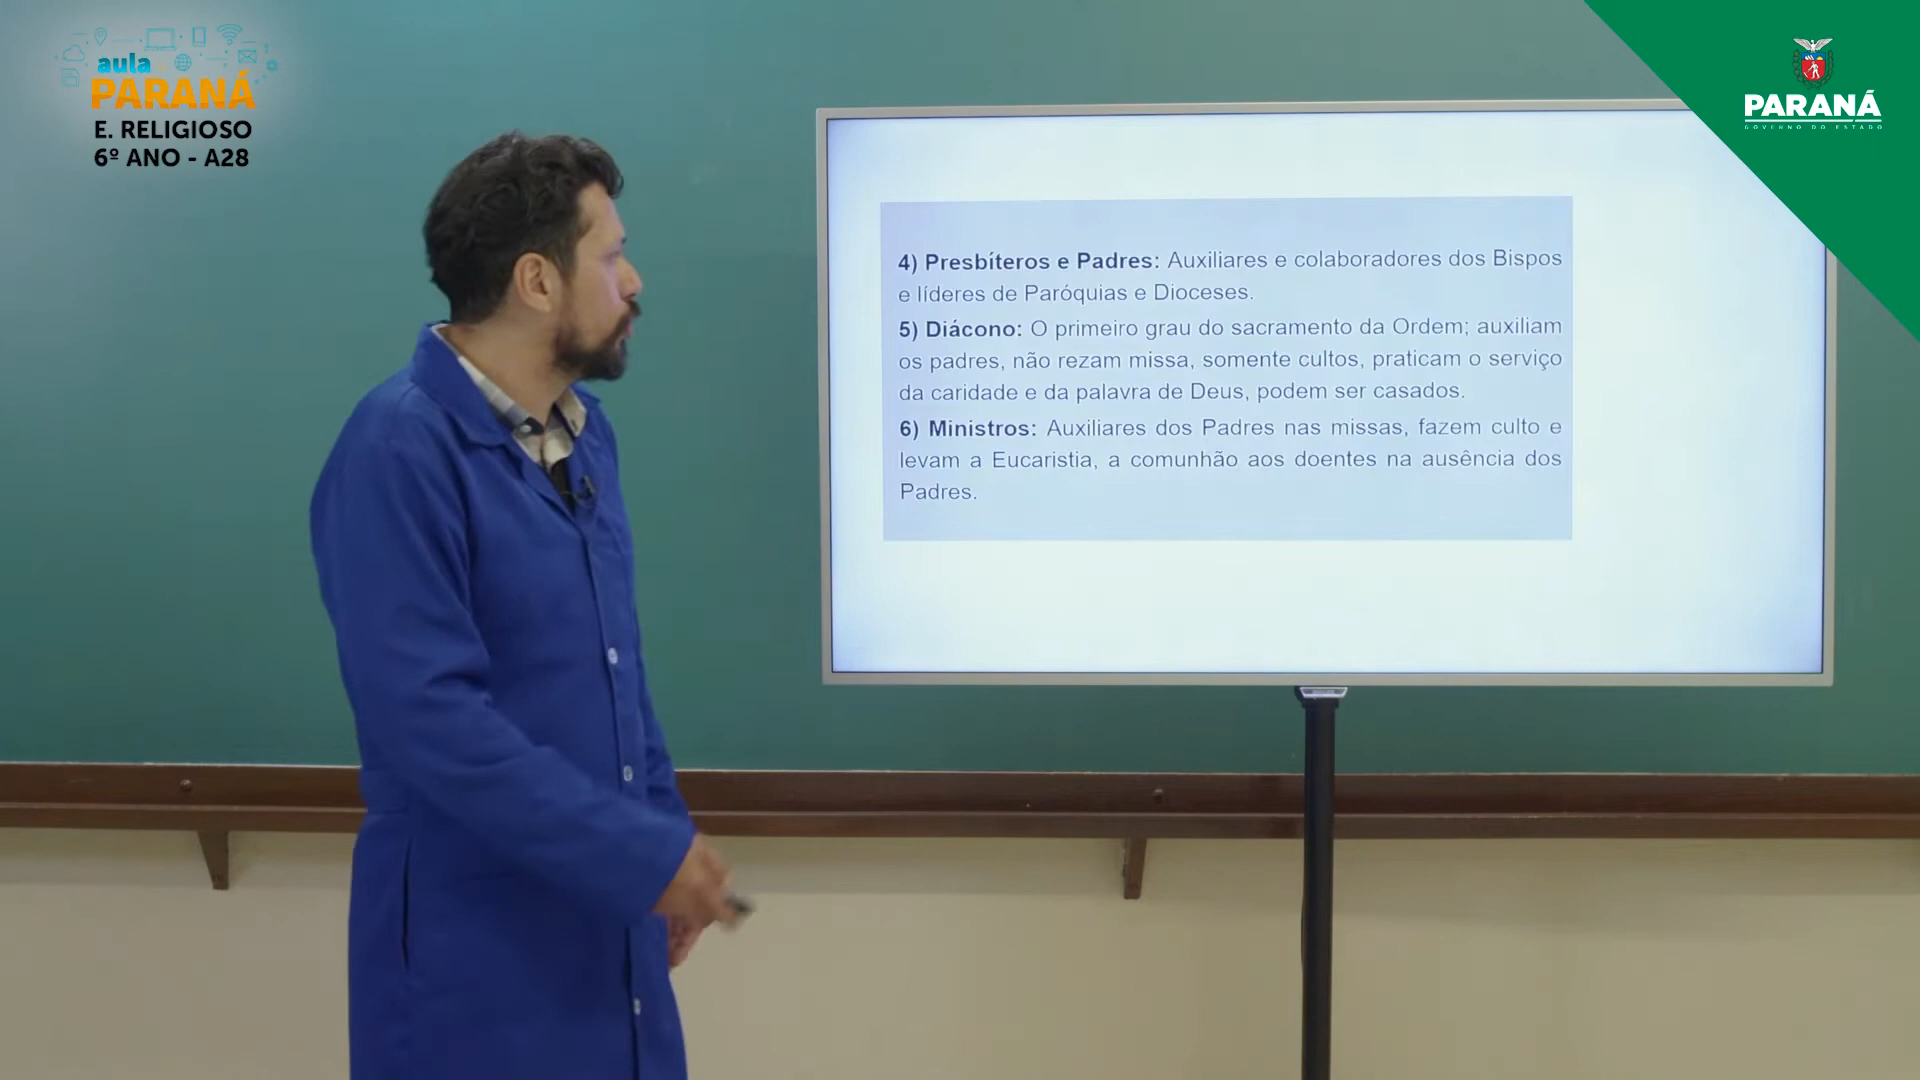 aula
PARANÁ
E. RELIGIOSO
6º ANO - A28
PARANÁ
GOVERNO DO ESTADO
4) Presbíteros e Padres: Auxiliares e colaboradores dos Bispos
e líderes de Paróquias e Dioceses.
5) Diácono: O primeiro grau do sacramento da Ordem; auxiliam
os padres, não rezam missa, somente cultos, praticam o serviço
da caridade e da palavra de Deus, podem ser casados.
6) Ministros: Auxiliares dos Padres nas missas, fazem culto e
levam a Eucaristia, a comunhão aos doentes na ausência dos
Padres.